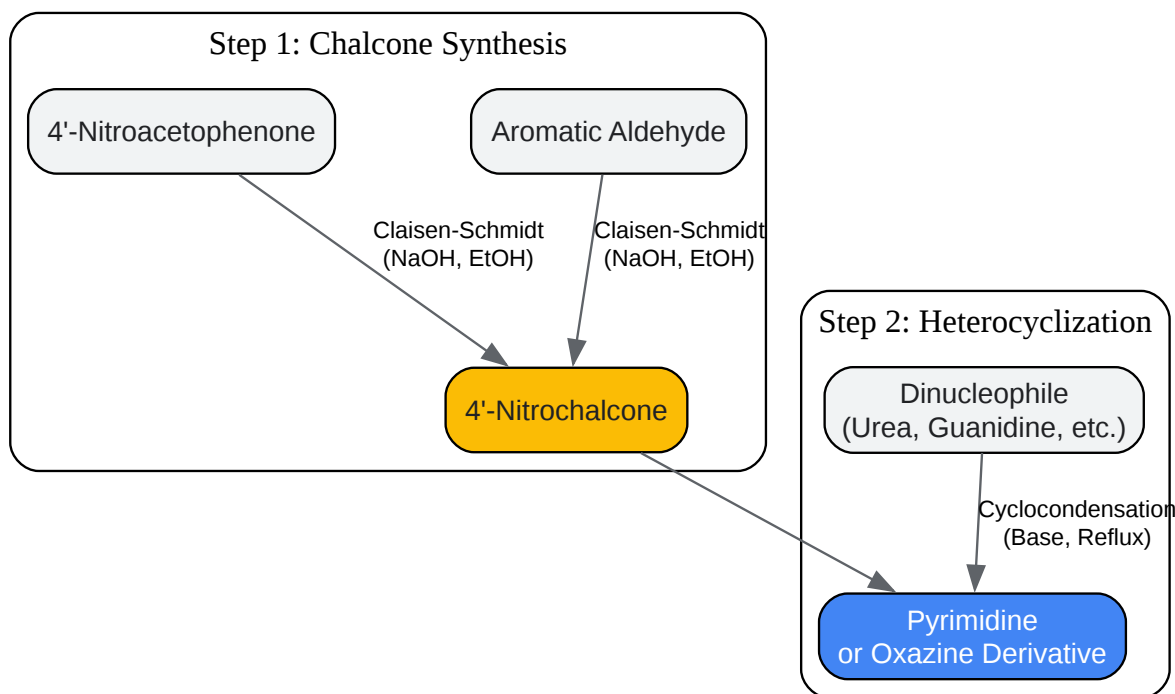 Step 1: Chalcone Synthesis
4'-Nitroacetophenone
Aromatic Aldehyde
Claisen-Schmidt
(NaOH, EtOH)
Claisen-Schmidt
(NaOH, EtOH)
4'-Nitrochalcone
Step 2: Heterocyclization
Dinucleophile
(Urea, Guanidine, etc.)
Cyclocondensation
(Base, Reflux)
Pyrimidine
or Oxazine Derivative